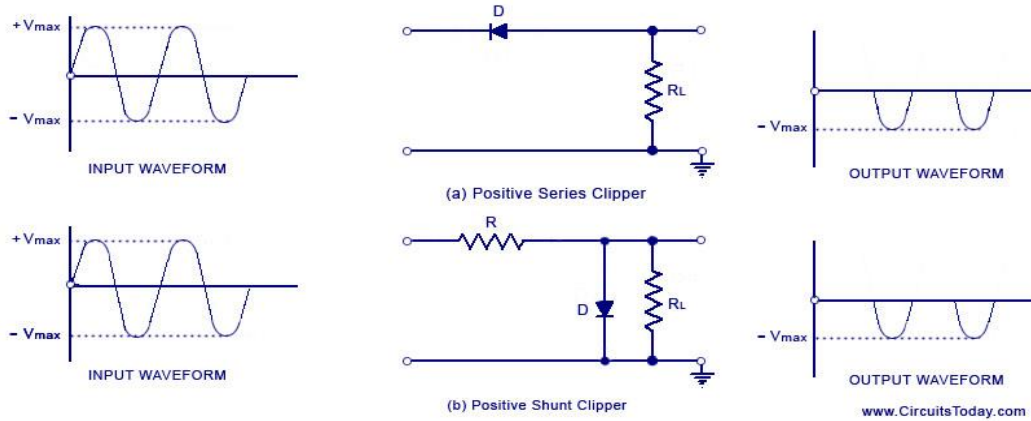 + Vmax
- Vmax
INPUT WAVEFORM
D
RL
(a) Positive Series Clipper
- Vmax
OUTPUT WAVEFORM
+ Vmax
- Vmax
INPUT WAVEFORM
R
D
RL
(b) Positive Shunt Clipper
- Vmax
OUTPUT WAVEFORM
www.CircuitsToday.com